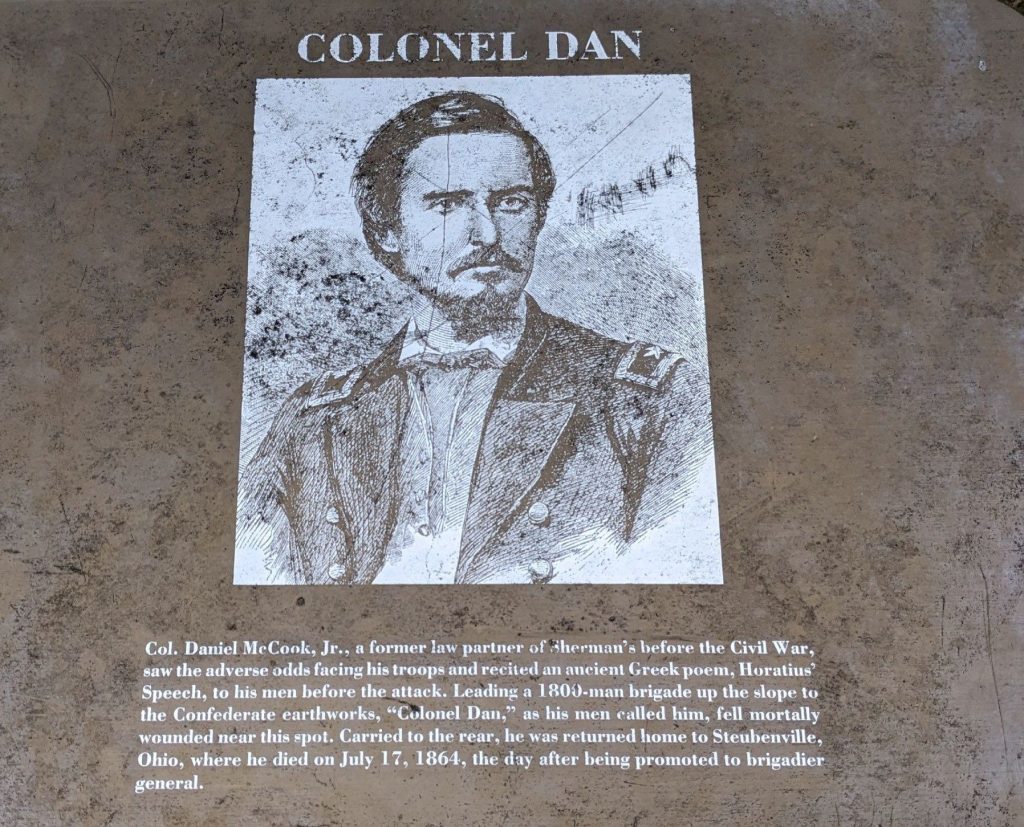 COLONEL DAN
Col. Daniel McCook, Jr., a former law partner of Sherman's before the Civil War,
saw the adverse odds facing his troops and recited an ancient Greek poem, Horatius'
Speech, to his men before the attack. Leading a 1800-man brigade up the slope to
the Confederate earthworks, “Colonel Dan,” as his men called him, fell mortally
wounded near this spot. Carried to the rear, he was returned home to Steubenville,
Ohio, where he died on July 17, 1864, the day after being promoted to brigadier
general.